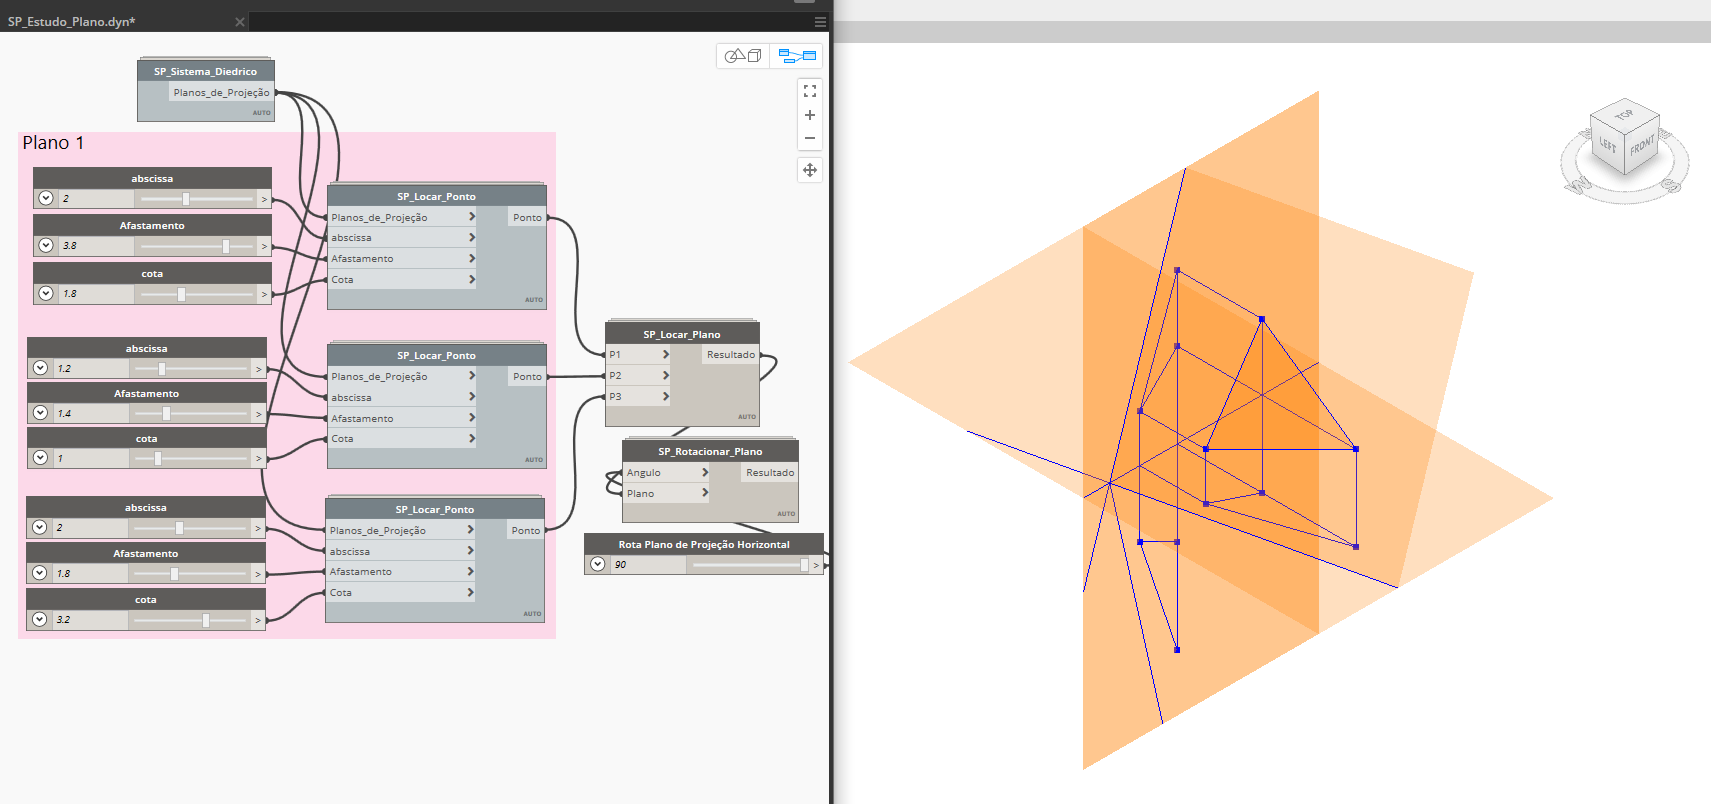 SP_Estudo_Plano.dyn*
SP_Sistema_Diedrico
Planos_de_Projeção
AUTO
Plano 1
abscissa
2
>
Afastamento
3.8
>
cota
1.8
>
SP_Locar_Ponto
Planos_de_Projeção
Ponto
abscissa
Afastamento
Cota
AUTO
abscissa
1.2
>
Afastamento
1.4
>
cota
1
>
SP_Locar_Ponto
Planos_de_Projeção
Ponto
abscissa
Afastamento
Cota
AUTO
abscissa
2
>
Afastamento
1.8
>
cota
3.2
>
SP_Locar_Ponto
Planos_de_Projeção
Ponto
abscissa
Afastamento
Cota
AUTO
SP_Locar_Plano
P1
Resultado
P2
P3
AUTO
SP_Rotacionar_Plano
Angulo
Resultado
Plano
AUTO
Rota Plano de Projeção Horizontal
90
>
TOP
LEFT
FRONT
W
S